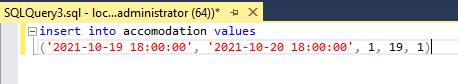 SQLQuery3.sql - loc...administrator (64))*
insert into accomodation values
('2021-10-19 18:00:00', '2021-10-20 18:00:00', 1, 19, 1)